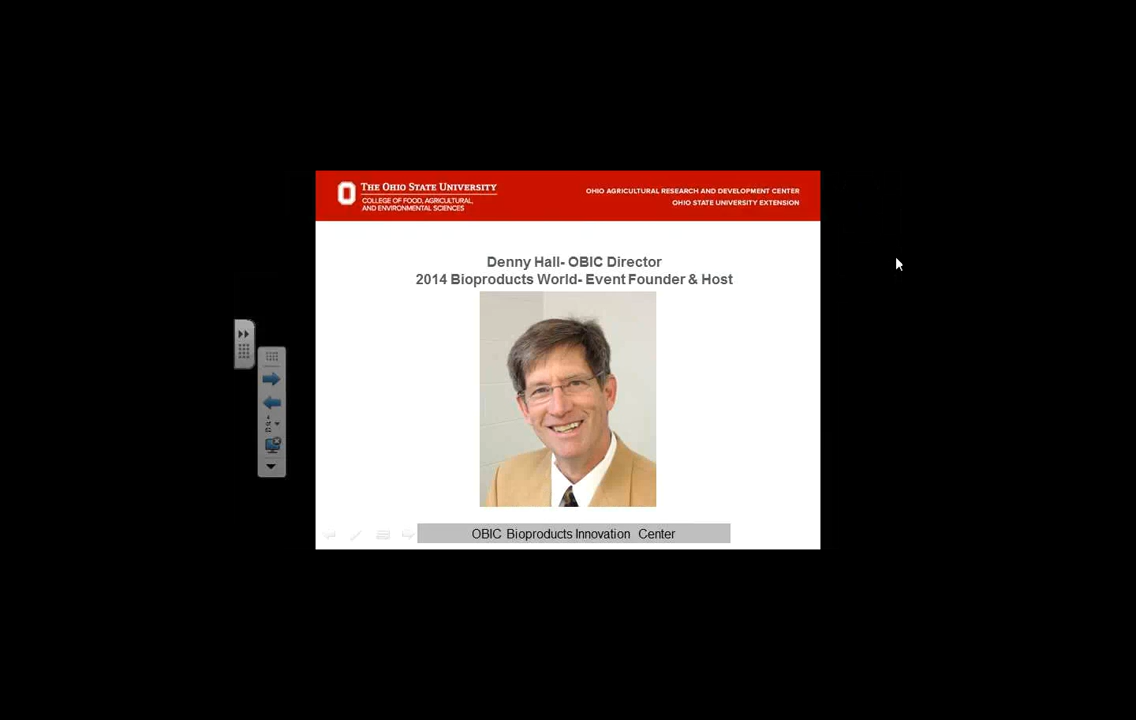 THE OHIO STATE UNIVERSITY
COLLEGE OF FOOD, AGRICULTURAL,
AND ENVIRONMENTAL SCIENCES
OHIO AGRICULTURAL RESEARCH AND DEVELOPMENT CENTER
OHIO STATE UNIVERSITY EXTENSION
Denny Hall- OBIC Director
2014 Bioproducts World- Event Founder & Host
OBIC Bioproducts Innovation Center